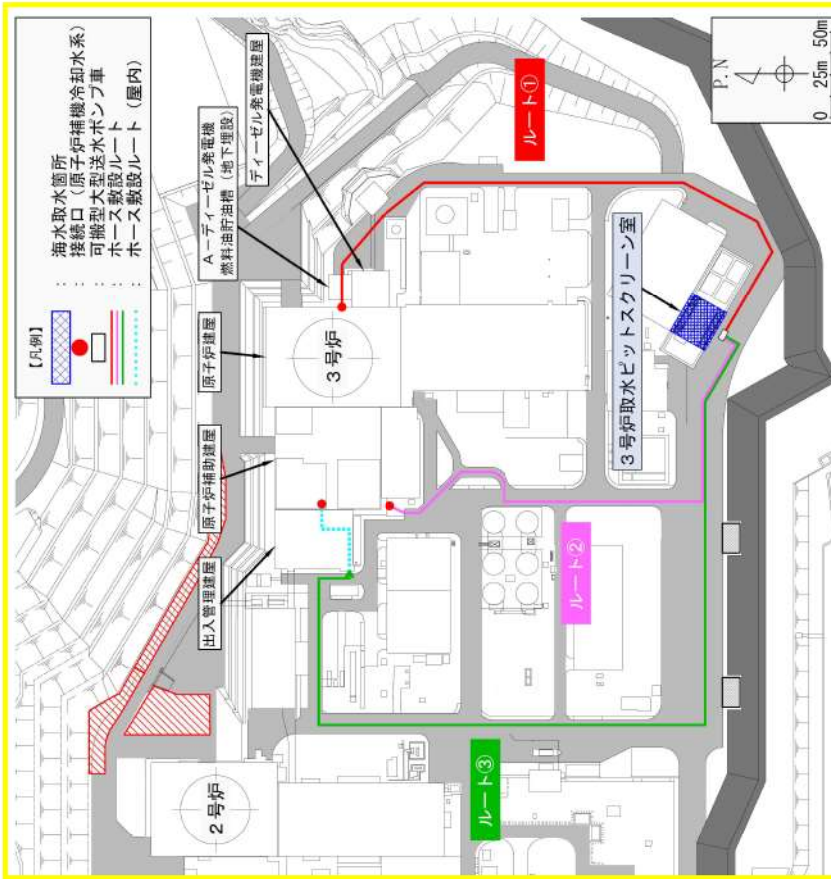 【凡例】
： 海水取水箇所
： 接続口（原子炉補機冷却水系）
： 可搬型大型送水ポンプ車
： ホース敷設ルート
： ホース敷設ルート（屋内）
ディーゼル発電機建屋
A－ディーゼル発電機
燃料油貯油槽（地下埋設）
原子炉建屋
原子炉補助建屋
出入管理建屋
3号炉
2号炉
ルート①
ルート②
ルート③
3号炉取水ピットスクリーン室
P.N
0 25m 50m